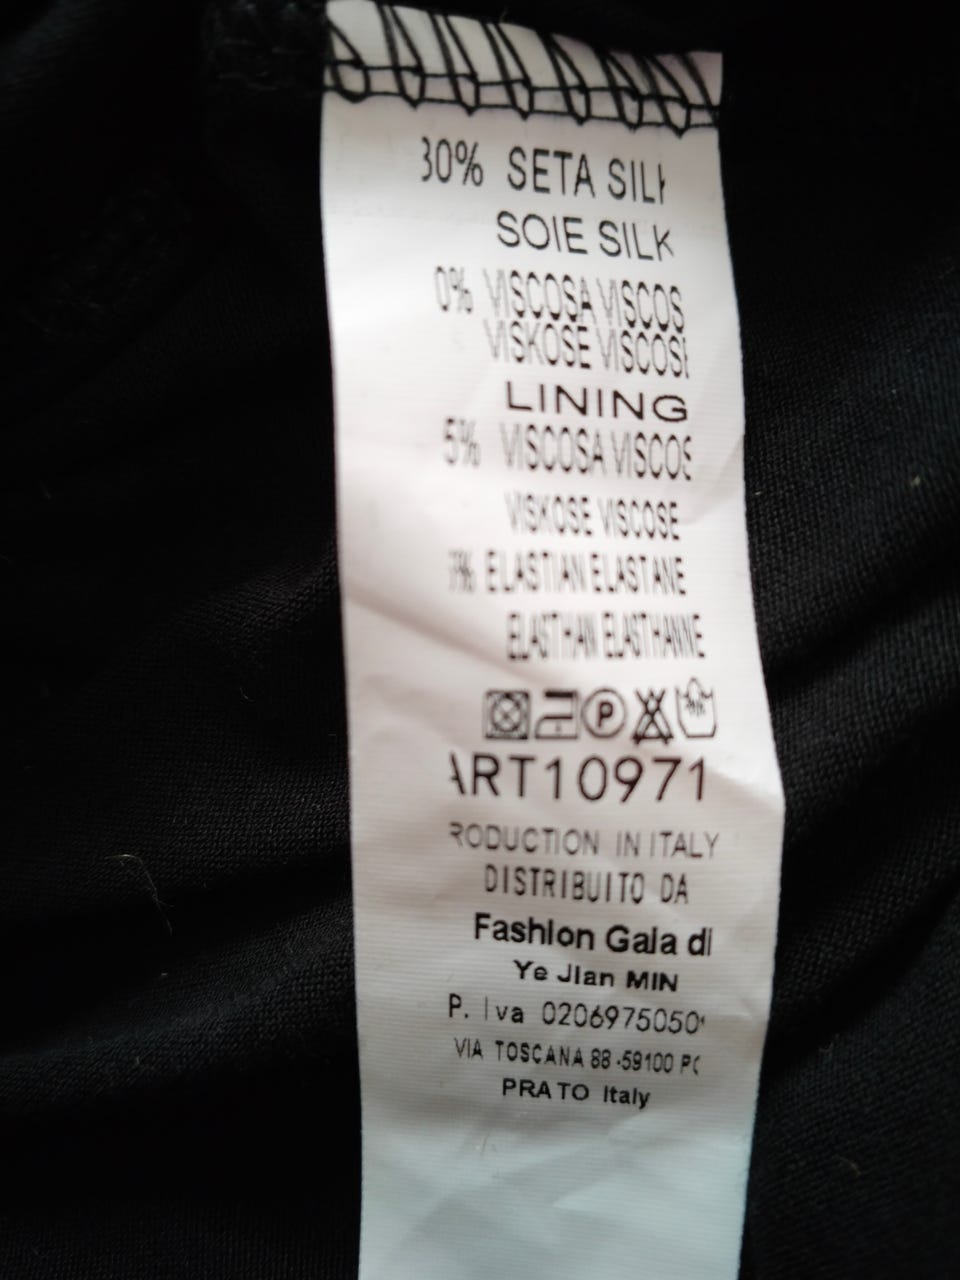 30% SETA SILK
SOIE SILK
0% VISCOSA VISCOS
VISKOSE VISCOSE
LINING
5% VISCOSA VISCOS
VISKOSE VISCOSE
% ELASTIAN ELASTANE
ELASTHAN ELASTHANNE
P
ART10971
RODUCTION IN ITALY
DISTRIBUITO DA
Fashion Gaia di
Ye Jian MIN
P. Iva 0206975050
VIA TOSCANA 88-59100 PO
PRATO Italy